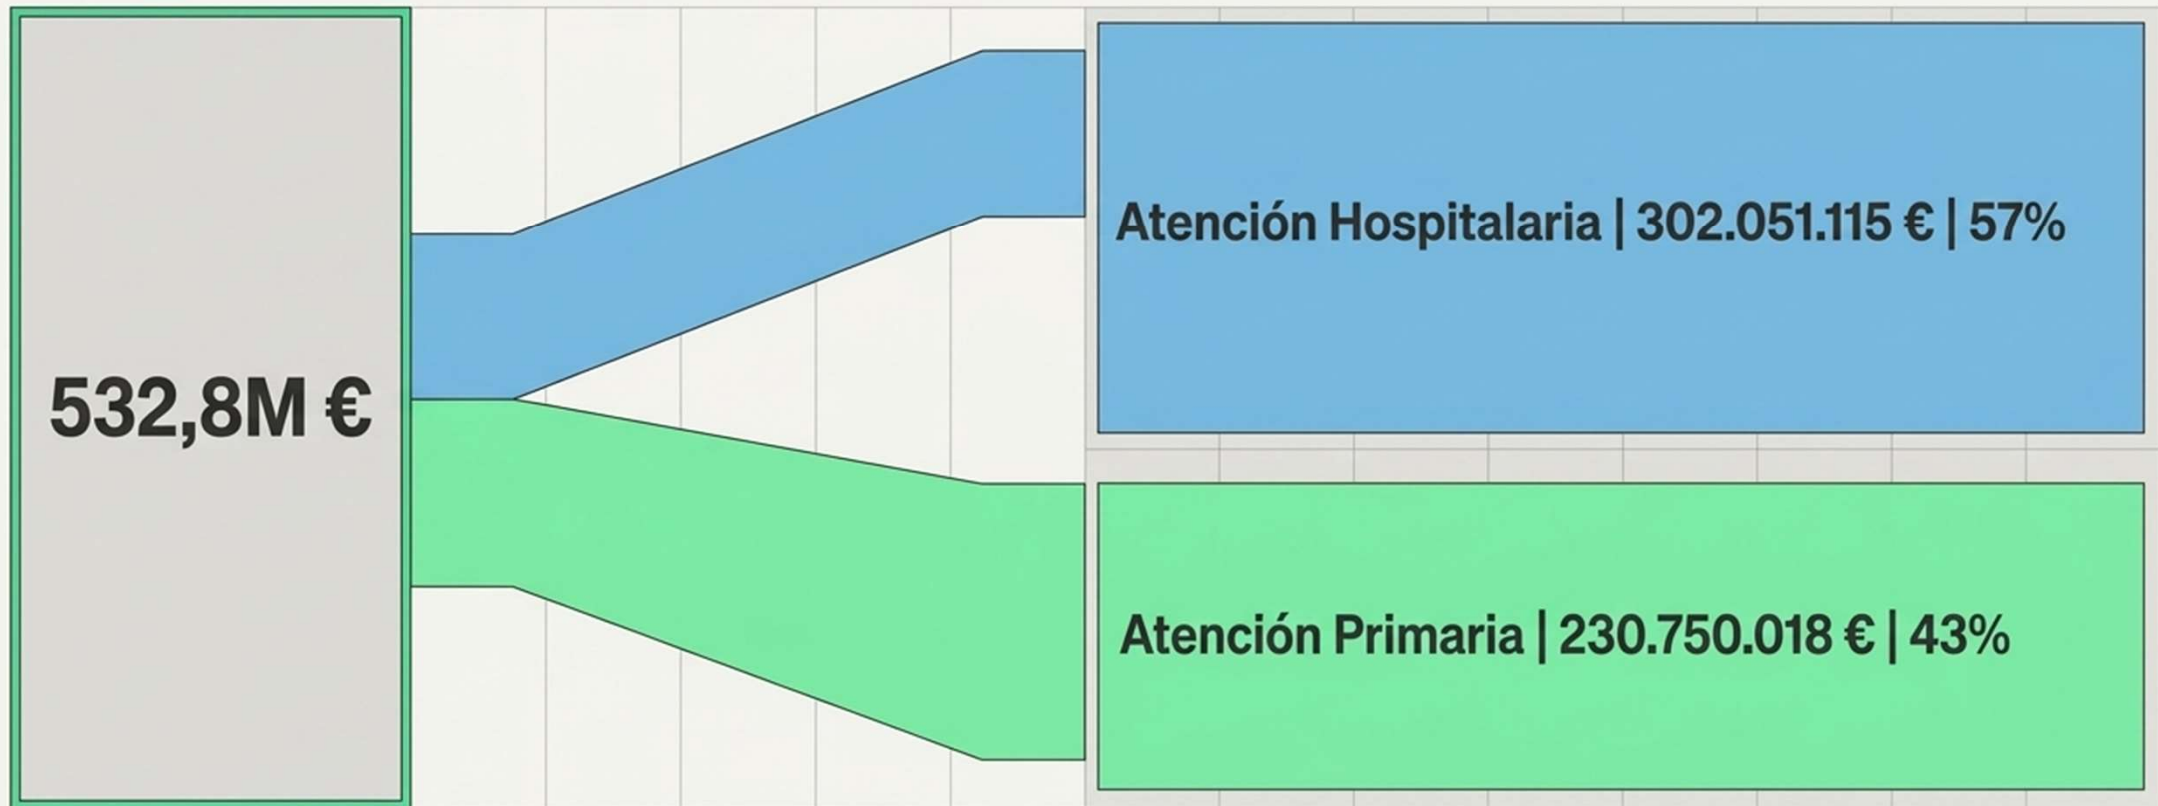 532,8M €
Atención Hospitalaria | 302.051.115 € | 57%
Atención Primaria | 230.750.018 € | 43%